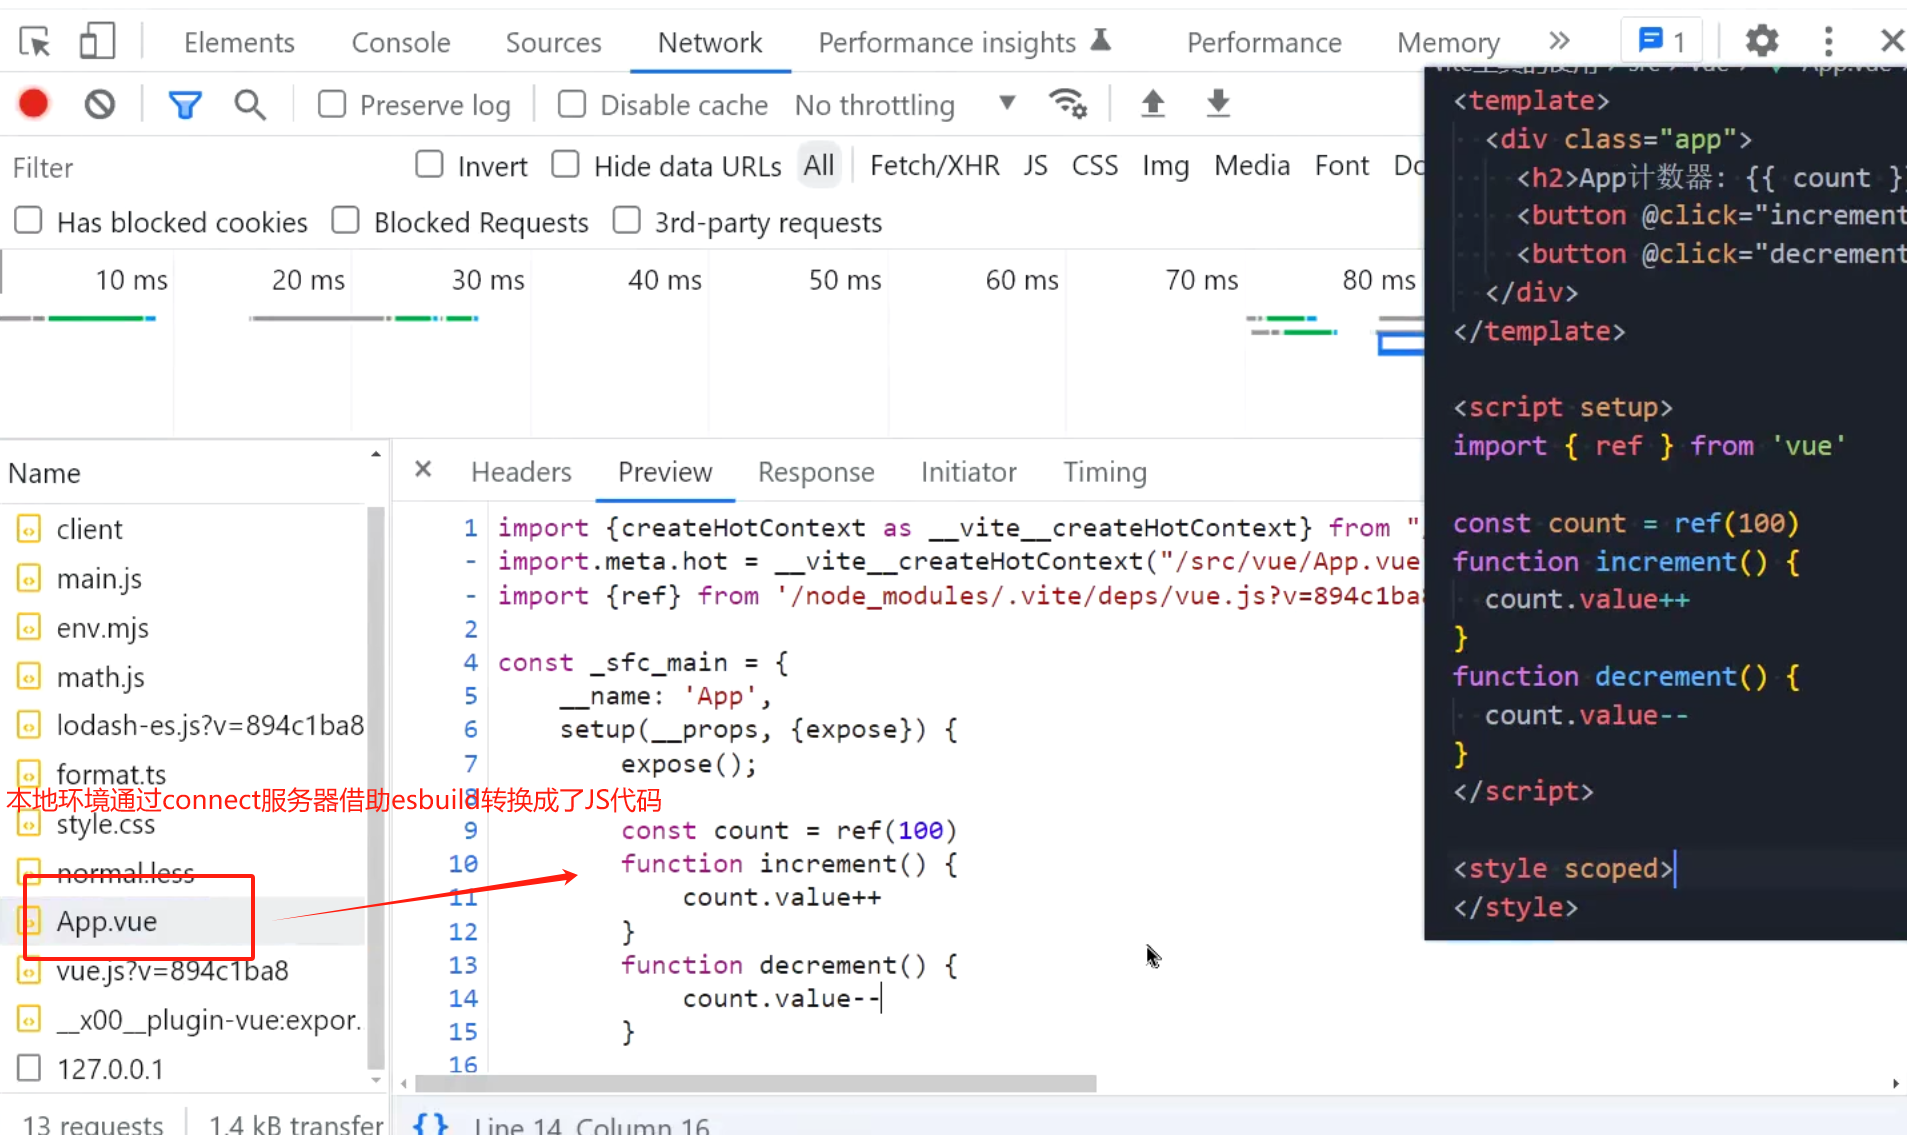 Elements Console Sources Network Performance insights Performance Memory 1
Preserve log Disable cache No throttling
Filter Invert Hide data URLs All Fetch/XHR JS CSS Img Media Font
Has blocked cookies Blocked Requests 3rd-party requests
10 ms 20 ms 30 ms 40 ms 50 ms 60 ms 70 ms 80 ms
Name
client
main.js
env.mjs
math.js
lodash-es.js?v=894c1ba8
format.ts
本地环境通过connect服务器借助esbuild转换成了JS代码
style.css
normal.less
App.vue
vue.js?v=894c1ba8
__x00__plugin-vue:expor.
127.0.0.1
13 requests 1.4 kB transfer
Headers Preview Response Initiator Timing
1 import {createHotContext as __vite__createHotContext} from "
- import.meta.hot = __vite__createHotContext("/src/vue/App.vue
- import {ref} from '/node_modules/.vite/deps/vue.js?v=894c1ba
2
4 const _sfc_main = {
5 __name: 'App',
6 setup(__props, {expose}) {
7 expose();
8
9 const count = ref(100)
10 function increment() {
11 count.value++
12 }
13 function decrement() {
14 count.value--
15 }
16
{} Line 14, Column 16
<template>
<div class="app">
<h2>App计数器: {{ count }
<button @click="increment
<button @click="decrement
</div>
</template>
<script setup>
import { ref } from 'vue'
const count = ref(100)
function increment() {
count.value++
}
function decrement() {
count.value--
}
</script>
<style scoped>
</style>